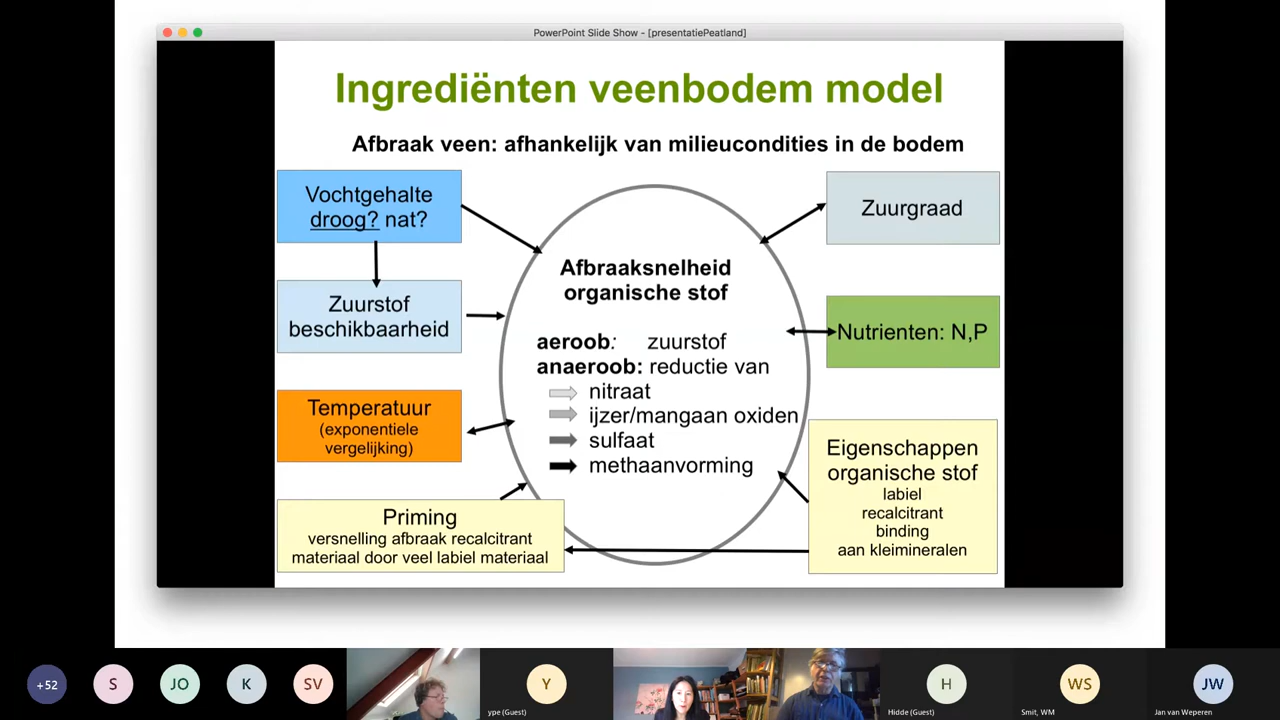 PowerPoint Slide Show - [presentatiePeatland]
Ingrediënten veenbodem model
Afbraak veen: afhankelijk van milieucondities in de bodem
Vochtgehalte
droog? nat?
Zuurstof
beschikbaarheid
Temperatuur
(exponentiele
vergelijking)
Priming
versnelling afbraak recalcitrant
materiaal door veel labiel materiaal
Afbraaksnelheid
organische stof
aeroob: zuurstof
anaeroob: reductie van
nitraat
ijzer/mangaan oxiden
sulfaat
methaanvorming
Zuurgraad
Nutrienten: N,P
Eigenschappen
organische stof
labiel
recalcitrant
binding
aan kleimineralen
+52
S
JO
K
SV
Y
ype (Guest)
H
Hidde (Guest)
WS
Smit, WM
JW
Jan van Weperen